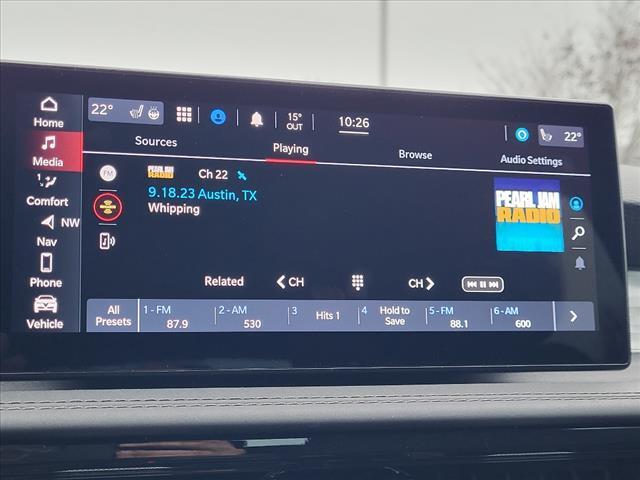 22°
15°
OUT
10:26
22°
Home
Media
Comfort
NW
Nav
Phone
Vehicle
Sources
Playing
Browse
Audio Settings
FM
PEARL JAM
RADIO
Ch 22
9.18.23 Austin, TX
Whipping
PEARL JAM
RADIO
Related
CH
CH
All
Presets
1 - FM
87.9
2 - AM
530
3
Hits 1
4
Hold to
Save
5 - FM
88.1
6 - AM
600